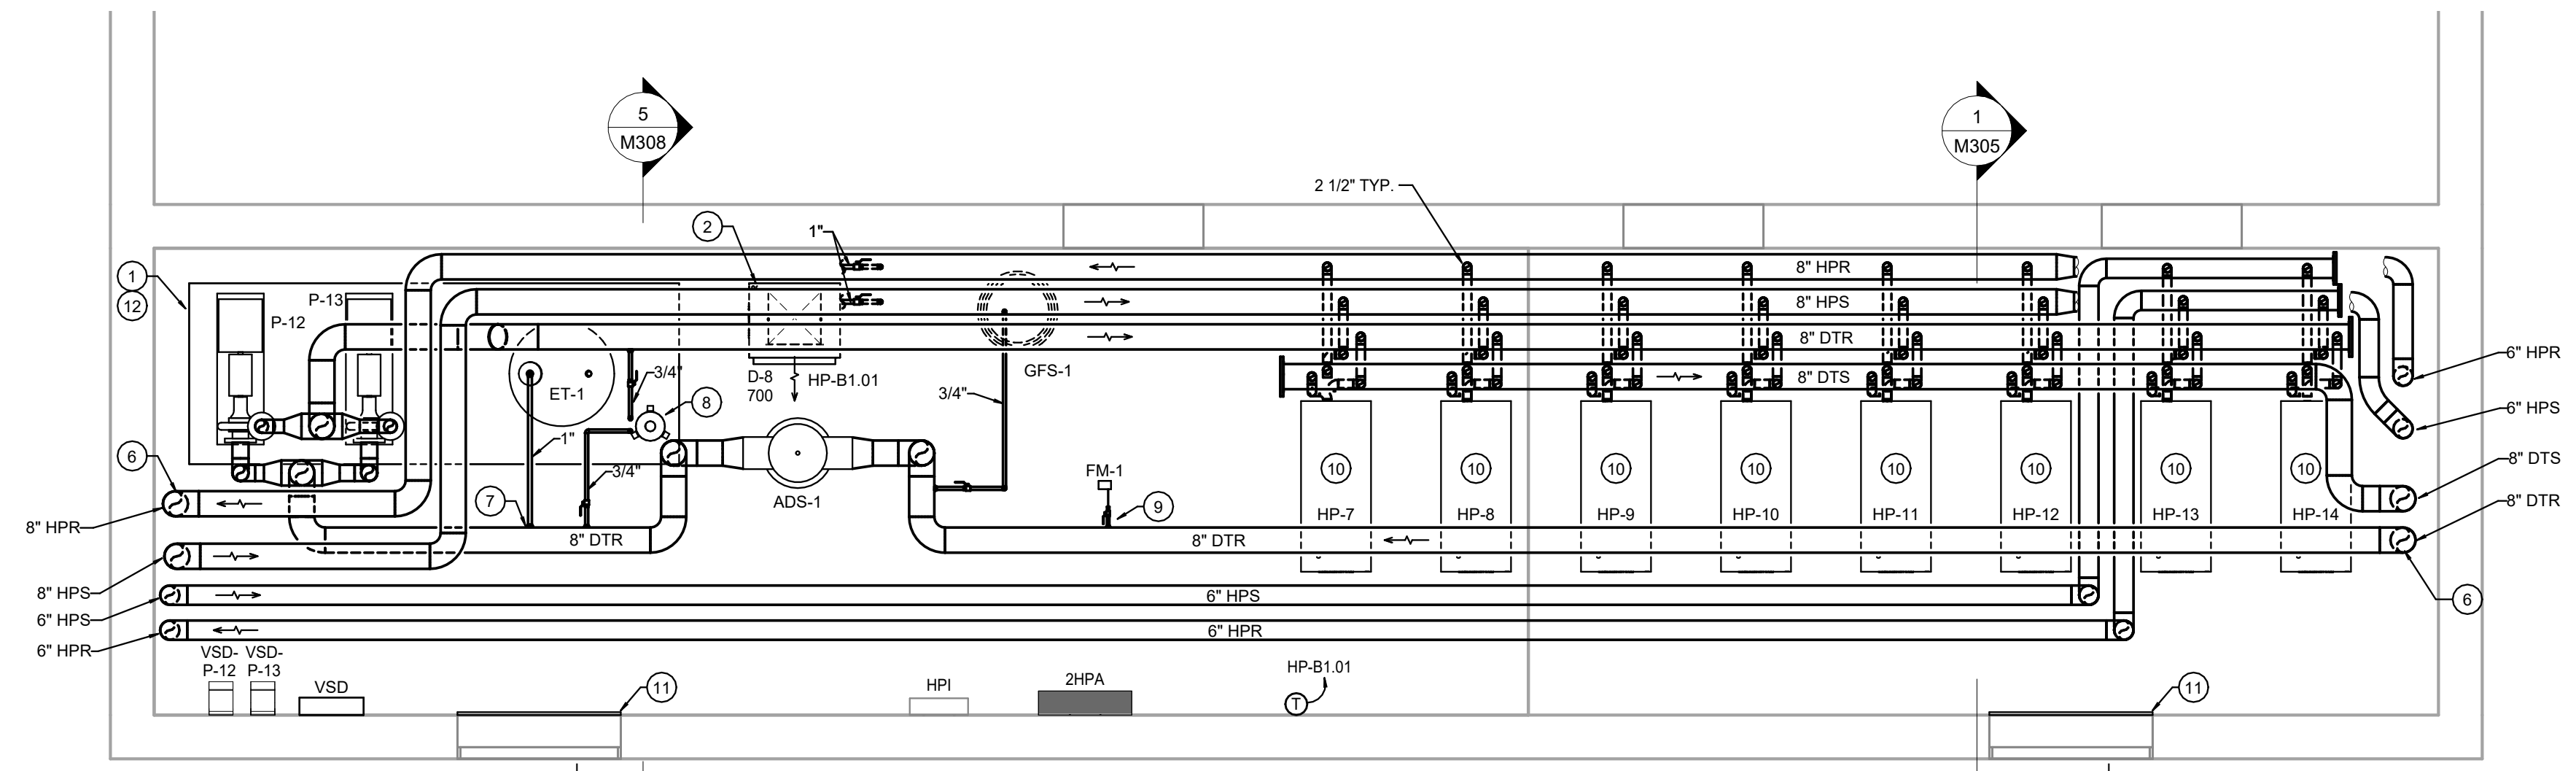 5
M308
1
M305
2 1/2" TYP.
2
1"
1
12
8" HPR
P-13
P-12
8" HPS
8" DTR
6" HPR
3/4"
D-8
700
HP-B1.01
GFS-1
8" DTS
ET-1
8
3/4"
6" HPS
1"
6
3/4"
FM-1
10
10
10
10
10
10
10
10
8" DTS
ADS-1
7
9
8" DTR
HP-7
HP-8
HP-9
HP-10
HP-11
HP-12
HP-13
HP-14
8" HPR
8" DTR
8" DTR
8" HPS
6" HPS
6" HPS
6
6" HPR
6" HPR
VSD-
P-12
VSD-
P-13
VSD
11
HPI
2HPA
HP-B1.01
T
11